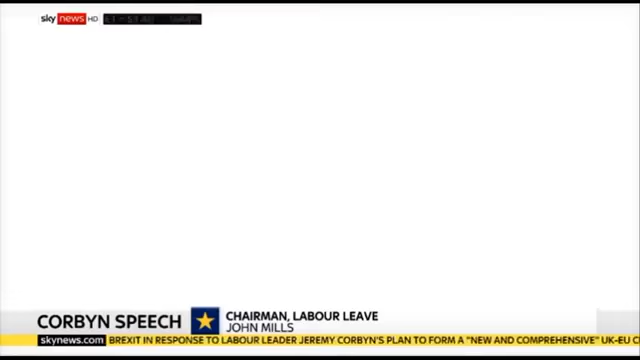 sky news HD
CORBYN SPEECH
CHAIRMAN, LABOUR LEAVE
JOHN MILLS
skynews.com BREXIT IN RESPONSE TO LABOUR LEADER JEREMY CORBYN'S PLAN TO FORM A "NEW AND COMPREHENSIVE" UK-EU C